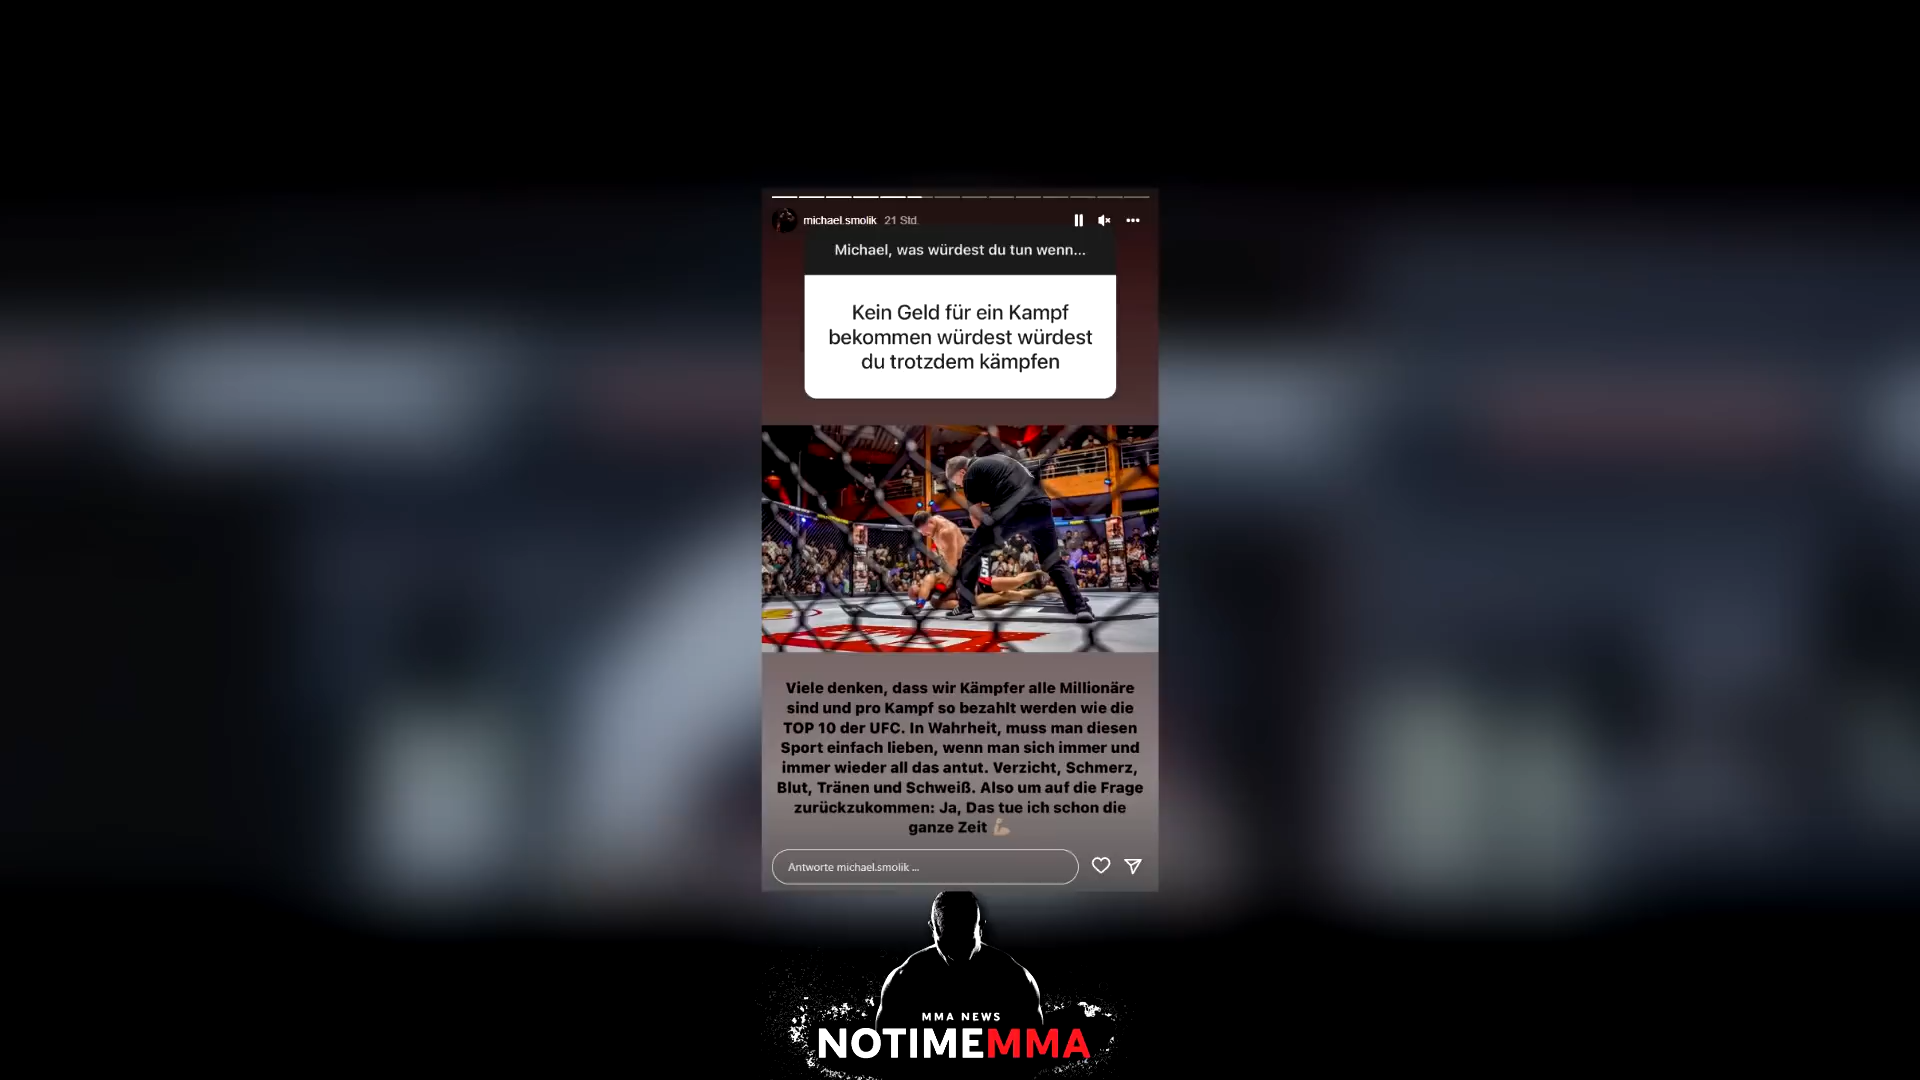 michael.smolik 21 Std.
Michael, was würdest du tun wenn...
Kein Geld für ein Kampf
bekommen würdest würdest
du trotzdem kämpfen
Viele denken, dass wir Kämpfer alle Millionäre
sind und pro Kampf so bezahlt werden wie die
TOP 10 der UFC. In Wahrheit, muss man diesen
Sport einfach lieben, wenn man sich immer und
immer wieder all das antut. Verzicht, Schmerz,
Blut, Tränen und Schweiß. Also um auf die Frage
zurückzukommen: Ja, Das tue ich schon die
ganze Zeit 💪🏼
Antworte michael.smolik ...
MMA NEWS
NOTIMEMMA